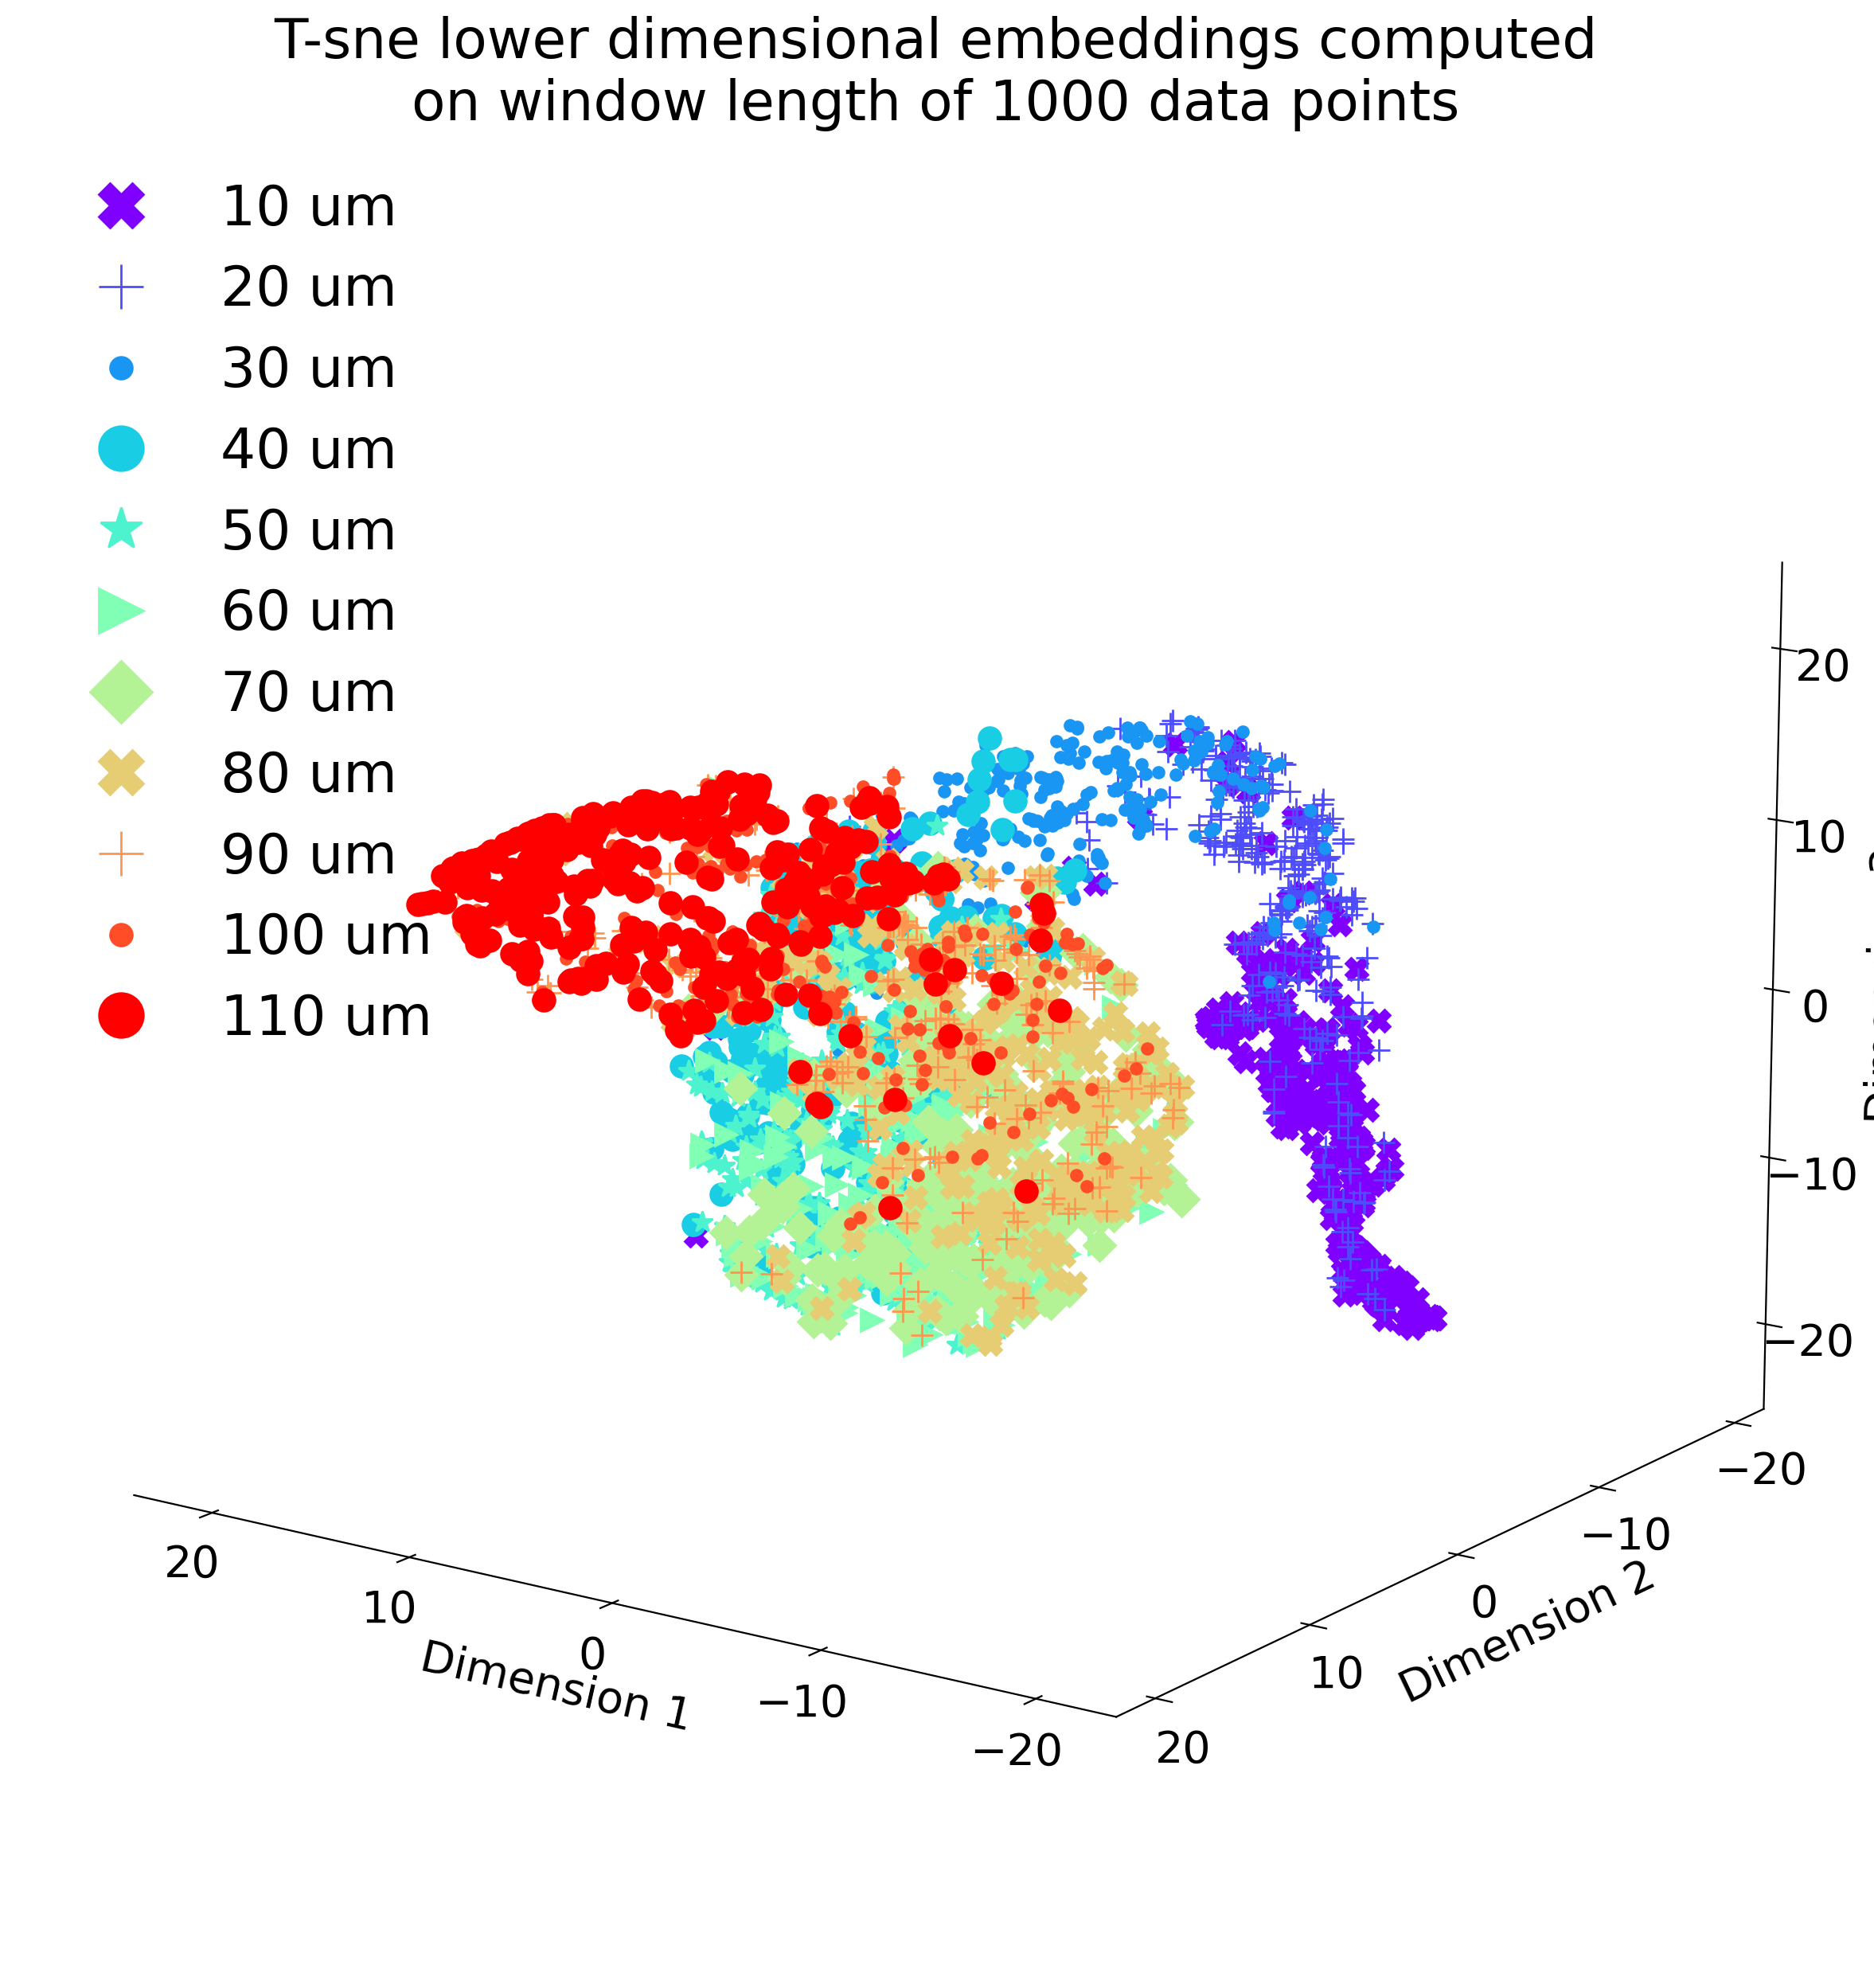 T-sne lower dimensional embeddings computed
on window length of 1000 data points
10 um
20 um
30 um
40 um
50 um
60 um
70 um
80 um
90 um
100 um
110 um
20
10
0
−10
−20
20
10
0
−10
−20
Dimension 1
20
10
0
−10
−20
Dimension 2